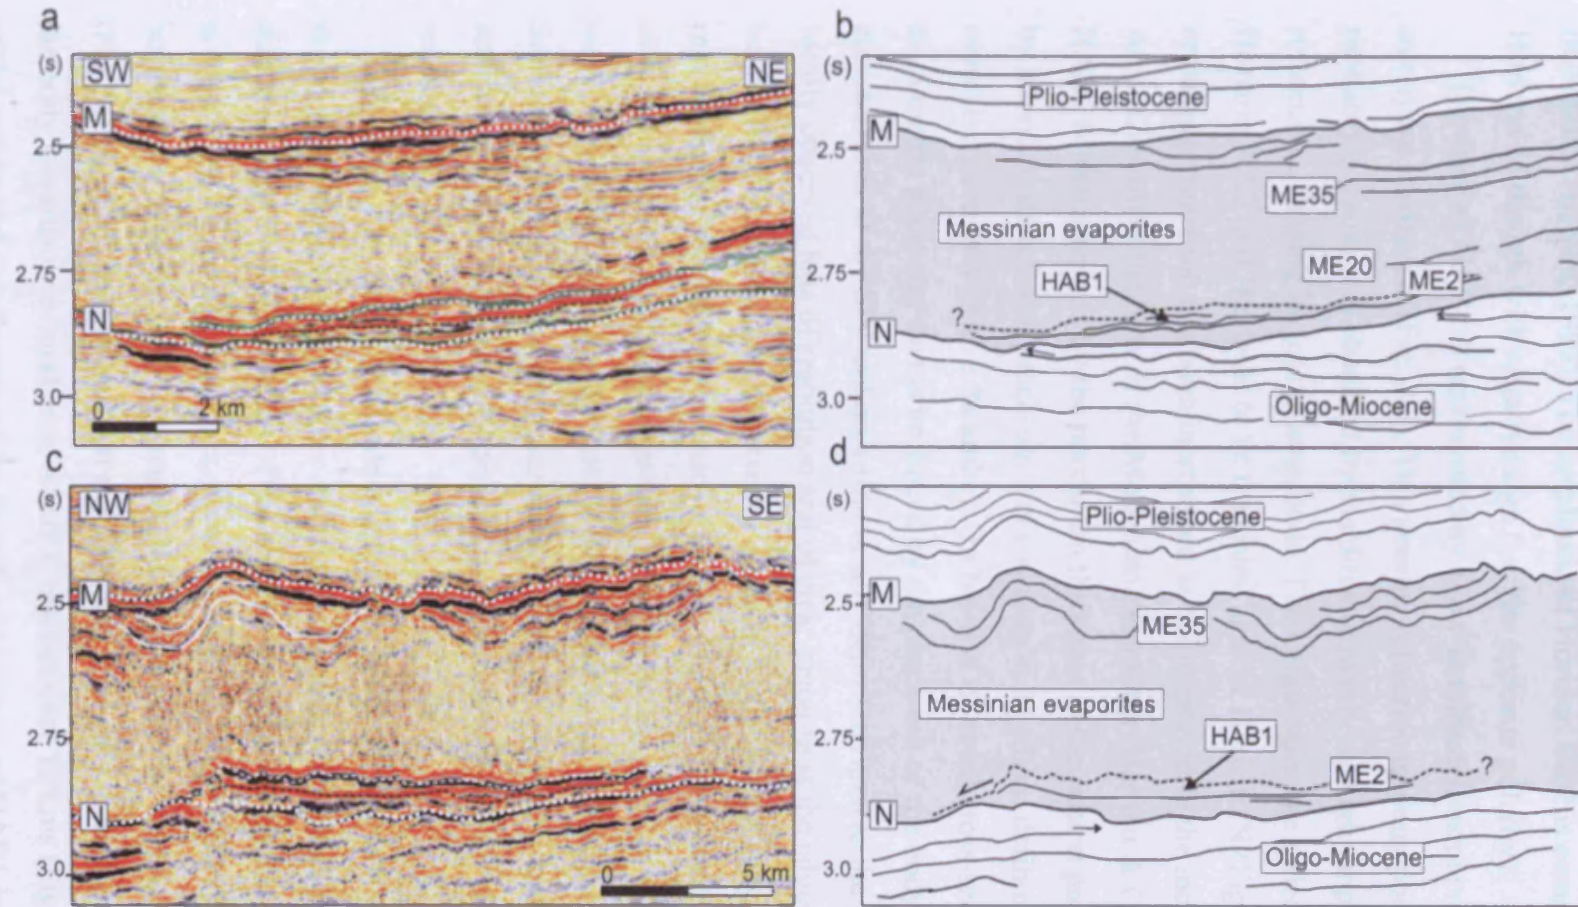 a
(s)
SW
NE
M
2.5
2.75
N
3.0
0 2 km
b
(s)
Plio-Pleistocene
M
2.5
ME35
Messinian evaporites
ME20
2.75
HAB1
ME2
?
N
3.0
Oligo-Miocene
c
(s)
NW
SE
M
2.5
2.75
N
3.0
0 5 km
d
(s)
Plio-Pleistocene
M
2.5
ME35
Messinian evaporites
2.75
HAB1
ME2
?
N
3.0
Oligo-Miocene